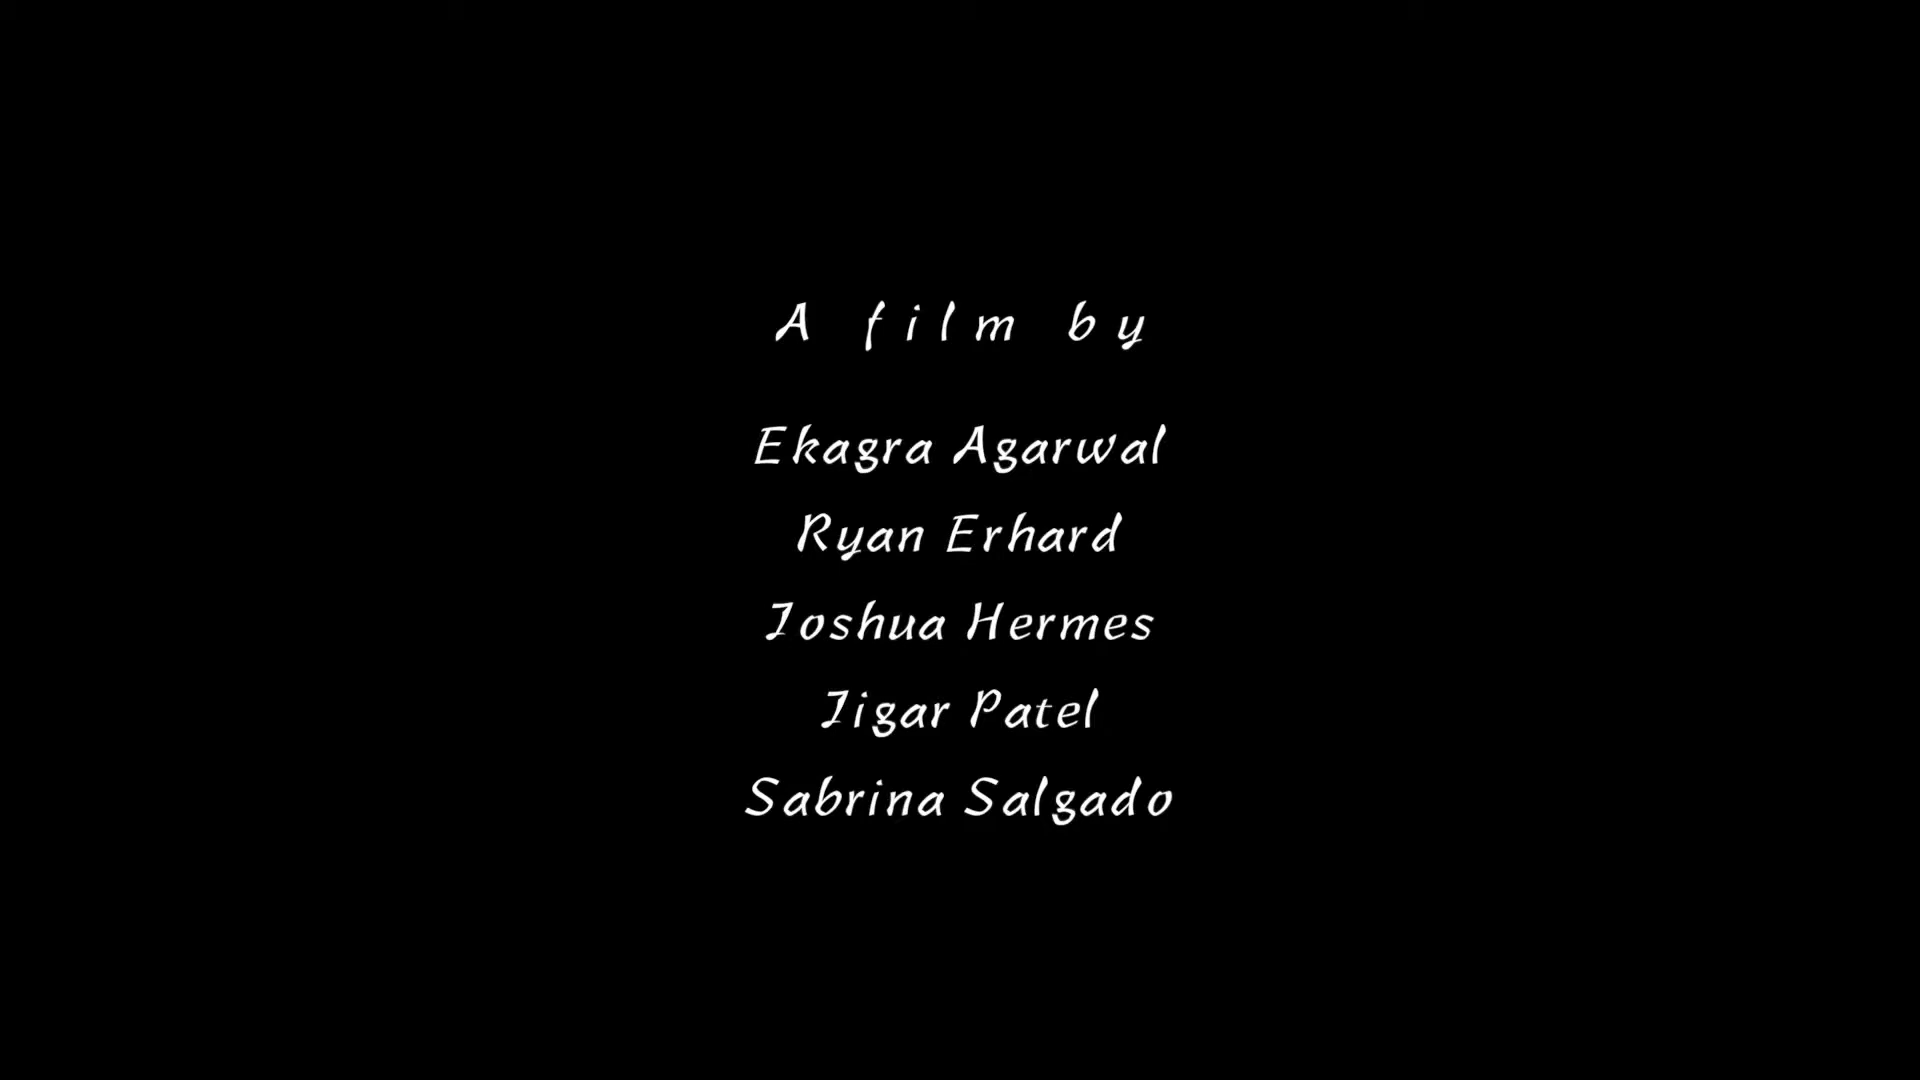 A film by
Ekagra Agarwal
Ryan Erhard
Joshua Hermes
Jigar Patel
Sabrina Salgado